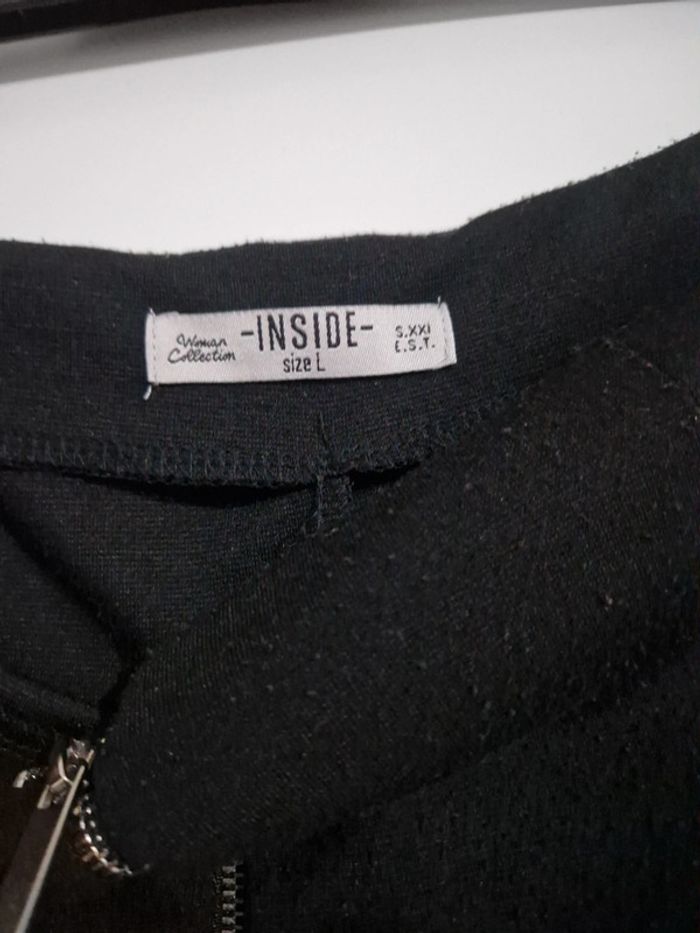 Woman
Collection
-INSIDE-
size L
S.XXI
E.S.T.